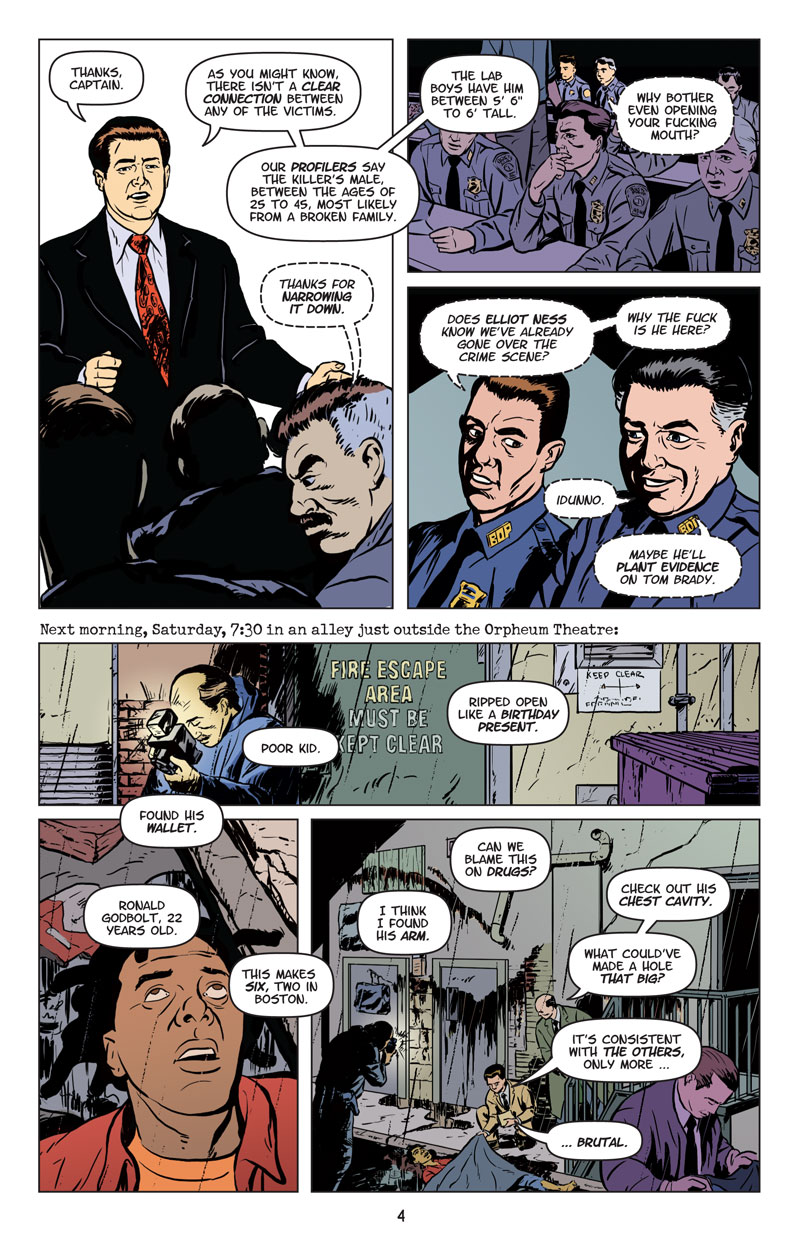 THANKS,
CAPTAIN.
AS YOU MIGHT KNOW,
THERE ISN'T A CLEAR
CONNECTION BETWEEN
ANY OF THE VICTIMS.
OUR PROFILERS SAY
THE KILLER'S MALE,
BETWEEN THE AGES OF
25 TO 45, MOST LIKELY
FROM A BROKEN FAMILY.
THANKS FOR
NARROWING
IT DOWN.
THE LAB
BOYS HAVE HIM
BETWEEN 5' 6"
TO 6' TALL.
WHY BOTHER
EVEN OPENING
YOUR FUCKING
MOUTH?
DOES ELLIOT NESS
KNOW WE'VE ALREADY
GONE OVER THE
CRIME SCENE?
WHY THE FUCK
IS HE HERE?
IDUNNO.
BDP
BDP
MAYBE HE'LL
PLANT EVIDENCE
ON TOM BRADY.
Next morning, Saturday, 7:30 in an alley just outside the Orpheum Theatre:
FIRE ESCAPE
AREA
MUST BE
KEPT CLEAR
POOR KID.
RIPPED OPEN
LIKE A BIRTHDAY
PRESENT.
KEEP CLEAR
FOUND HIS
WALLET.
RONALD
GODBOLT, 22
YEARS OLD.
THIS MAKES
SIX, TWO IN
BOSTON.
CAN WE
BLAME THIS
ON DRUGS?
I THINK
I FOUND
HIS ARM.
CHECK OUT HIS
CHEST CAVITY.
WHAT COULD'VE
MADE A HOLE
THAT BIG?
IT'S CONSISTENT
WITH THE OTHERS,
ONLY MORE ...
... BRUTAL.
4